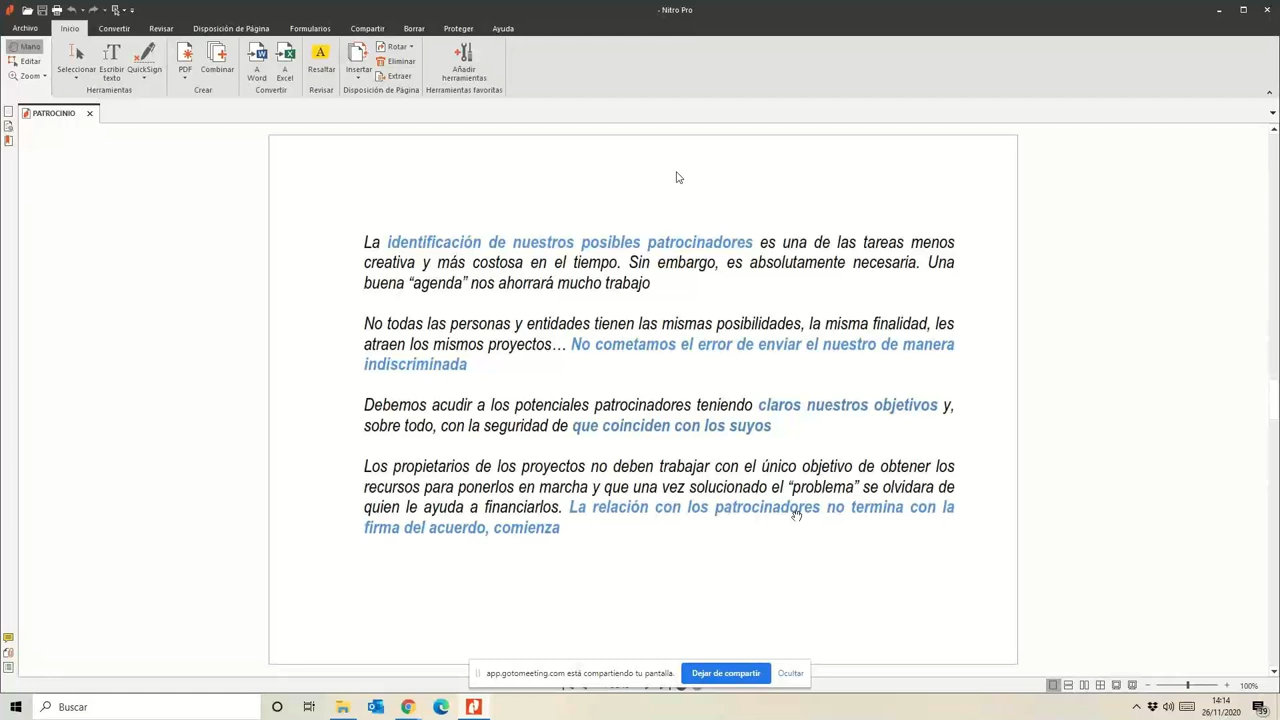 - Nitro Pro
Archivo Inicio Convertir Revisar Disposición de Página Formularios Compartir Borrar Proteger Ayuda
Mano
Editar
Zoom
Seleccionar
Escribir texto
QuickSign
Herramientas
PDF
Combinar
Crear
A Word
A Excel
Convertir
Resaltar
Revisar
Insertar
Rotar
Eliminar
Extraer
Disposición de Página
Añadir herramientas
Herramientas favoritas
PATROCINIO
La identificación de nuestros posibles patrocinadores es una de las tareas menos
creativa y más costosa en el tiempo. Sin embargo, es absolutamente necesaria. Una
buena “agenda” nos ahorrará mucho trabajo
No todas las personas y entidades tienen las mismas posibilidades, la misma finalidad, les
atraen los mismos proyectos… No cometamos el error de enviar el nuestro de manera
indiscriminada
Debemos acudir a los potenciales patrocinadores teniendo claros nuestros objetivos y,
sobre todo, con la seguridad de que coinciden con los suyos
Los propietarios de los proyectos no deben trabajar con el único objetivo de obtener los
recursos para ponerlos en marcha y que una vez solucionado el “problema” se olvidara de
quien le ayuda a financiarlos. La relación con los patrocinadores no termina con la
firma del acuerdo, comienza
app.gotomeeting.com está compartiendo tu pantalla. Dejar de compartir Ocultar
100%
Buscar
14:14
26/11/2020
39